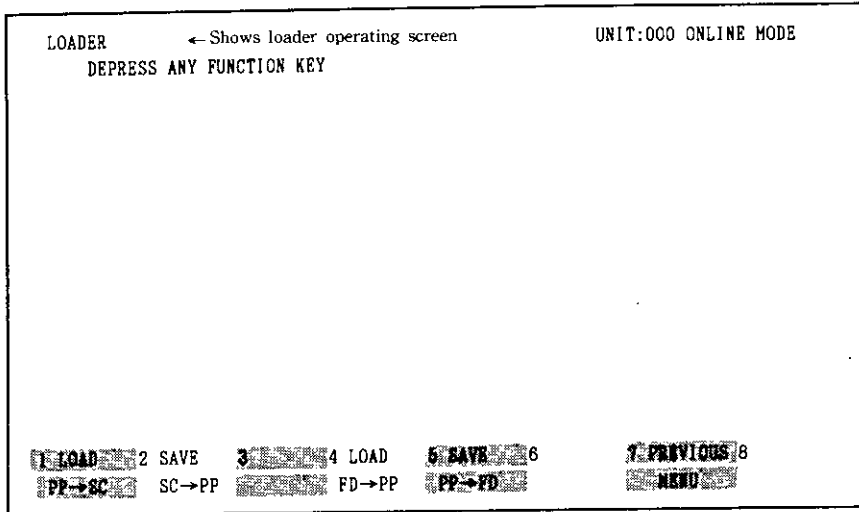 LOADER ← Shows loader operating screen UNIT:000 ONLINE MODE
DEPRESS ANY FUNCTION KEY
1 LOAD 2 SAVE 3 4 LOAD 5 SAVE 6 7 PREVIOUS 8
PP→SC SC→PP FD→PP PP→FD MENU